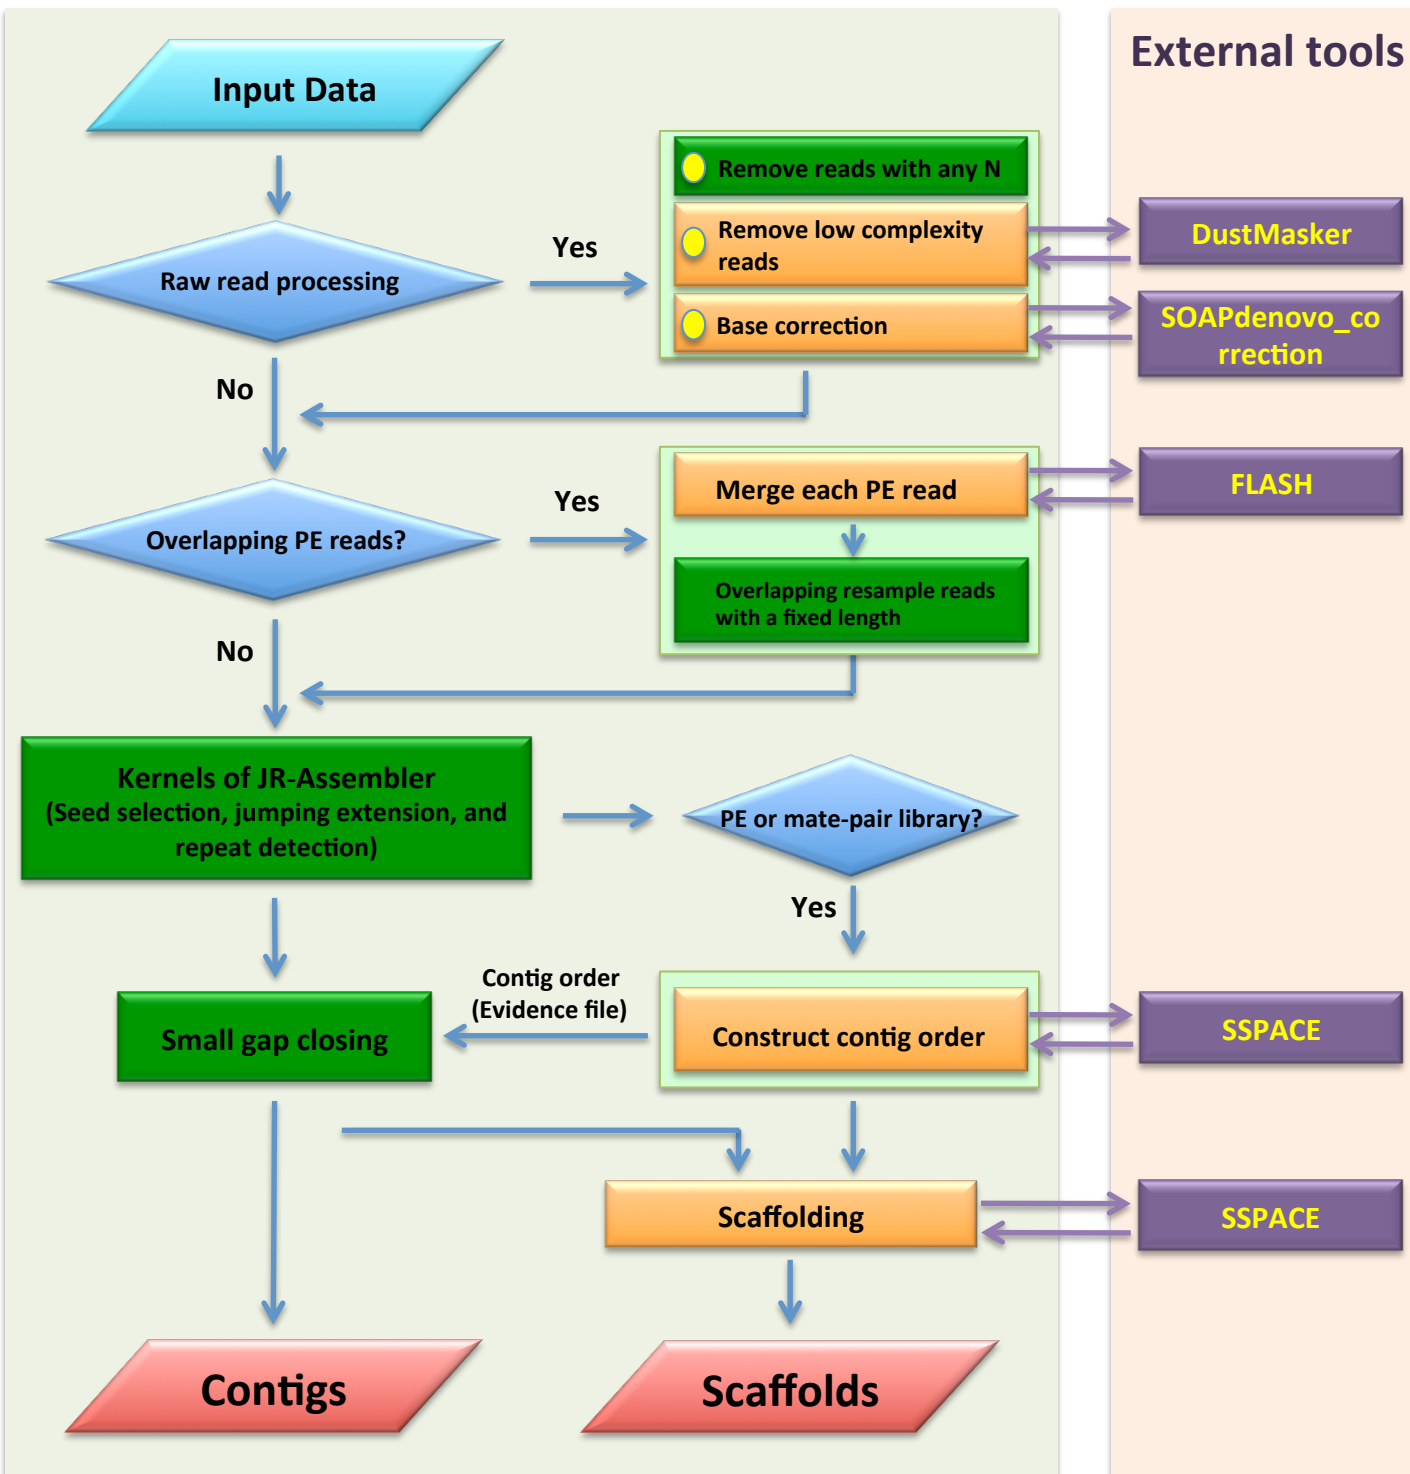 External tools
Input Data
Remove reads with any N
Remove low complexity
reads
DustMasker
Yes
Raw read processing
Base correction
SOAPdenovo_co
rrection
No
Merge each PE read
FLASH
Yes
Overlapping PE reads?
Overlapping resample reads
with a fixed length
No
Kernels of JR-Assembler
(Seed selection, jumping extension, and
repeat detection)
PE or mate-pair library?
Yes
Contig order
(Evidence file)
Small gap closing
Construct contig order
SSPACE
Scaffolding
SSPACE
Contigs
Scaffolds